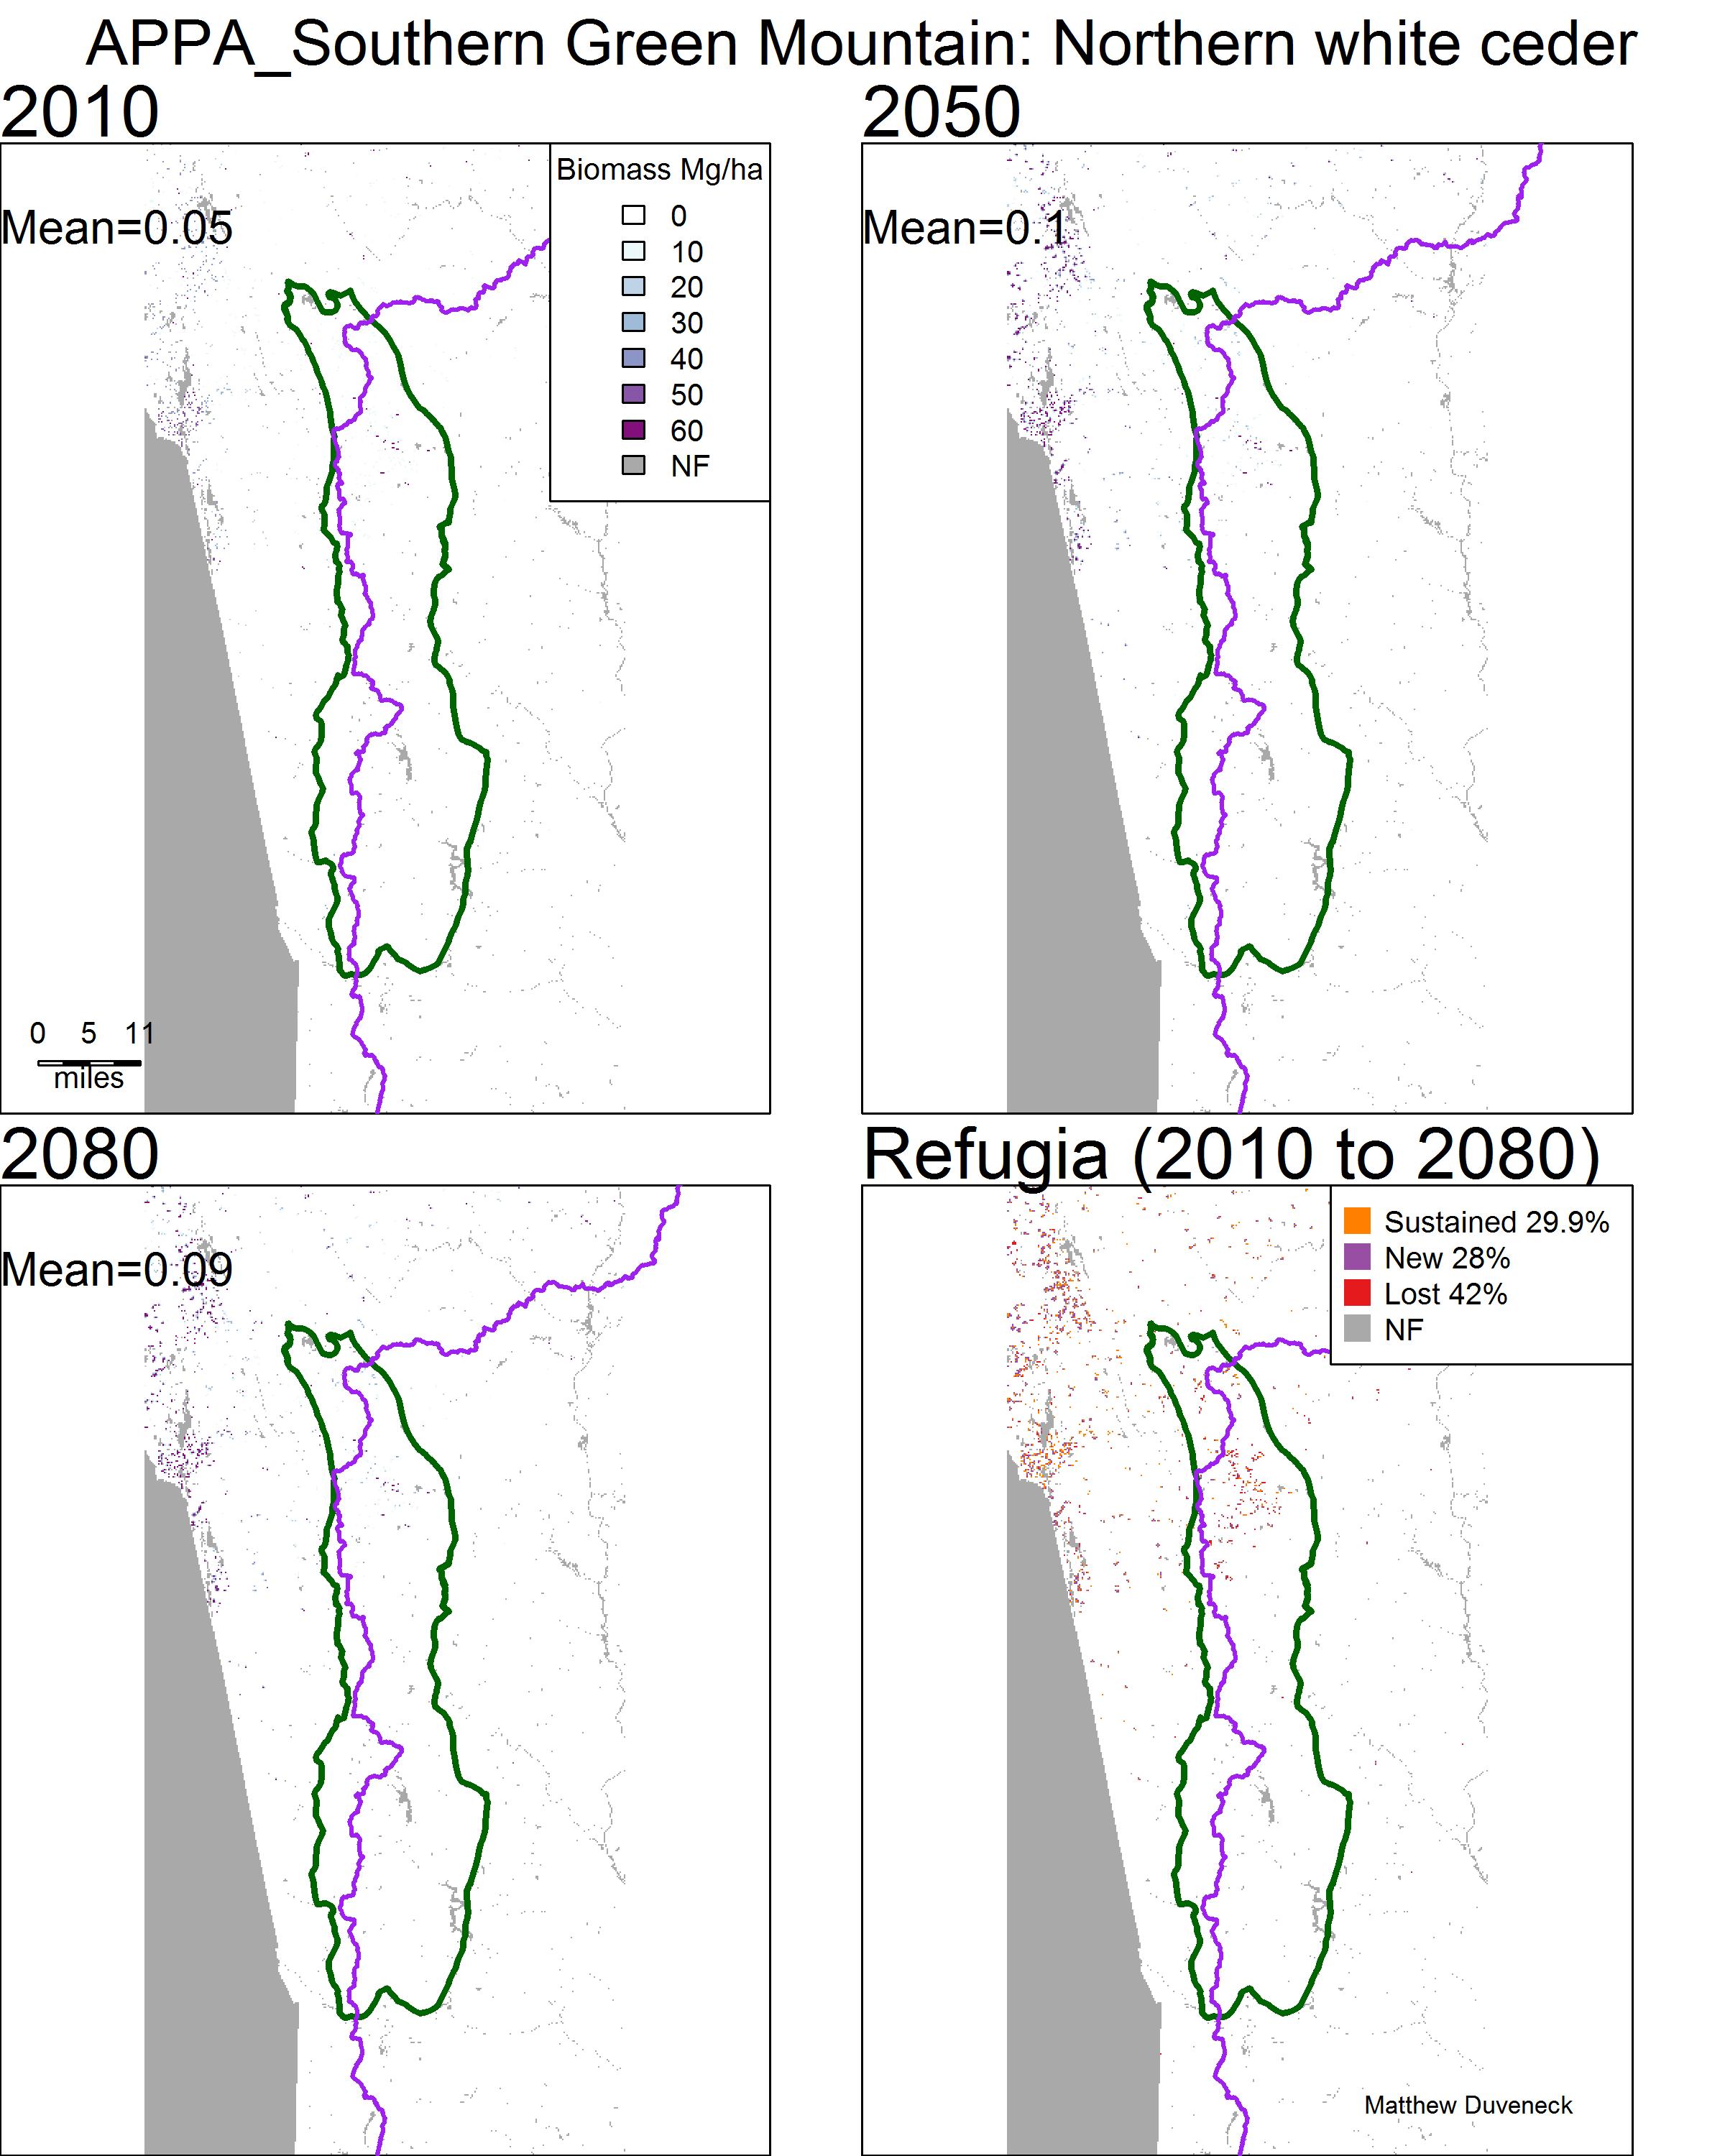 APPA_Southern Green Mountain: Northern white ceder
2010
Mean=0.05
Biomass Mg/ha
0
10
20
30
40
50
60
NF
0 5 11
miles
2050
Mean=0.1
2080
Mean=0.09
Refugia (2010 to 2080)
Sustained 29.9%
New 28%
Lost 42%
NF
Matthew Duveneck